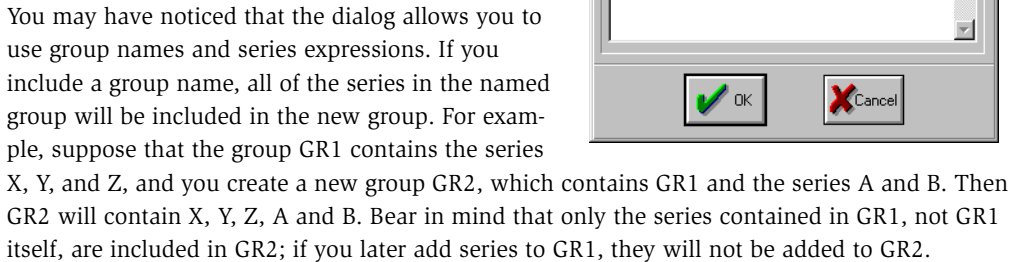 You may have noticed that the dialog allows you to
use group names and series expressions. If you
include a group name, all of the series in the named
group will be included in the new group. For exam-
ple, suppose that the group GR1 contains the series
X, Y, and Z, and you create a new group GR2, which contains GR1 and the series A and B. Then
GR2 will contain X, Y, Z, A and B. Bear in mind that only the series contained in GR1, not GR1
itself, are included in GR2; if you later add series to GR1, they will not be added to GR2.
OK
Cancel